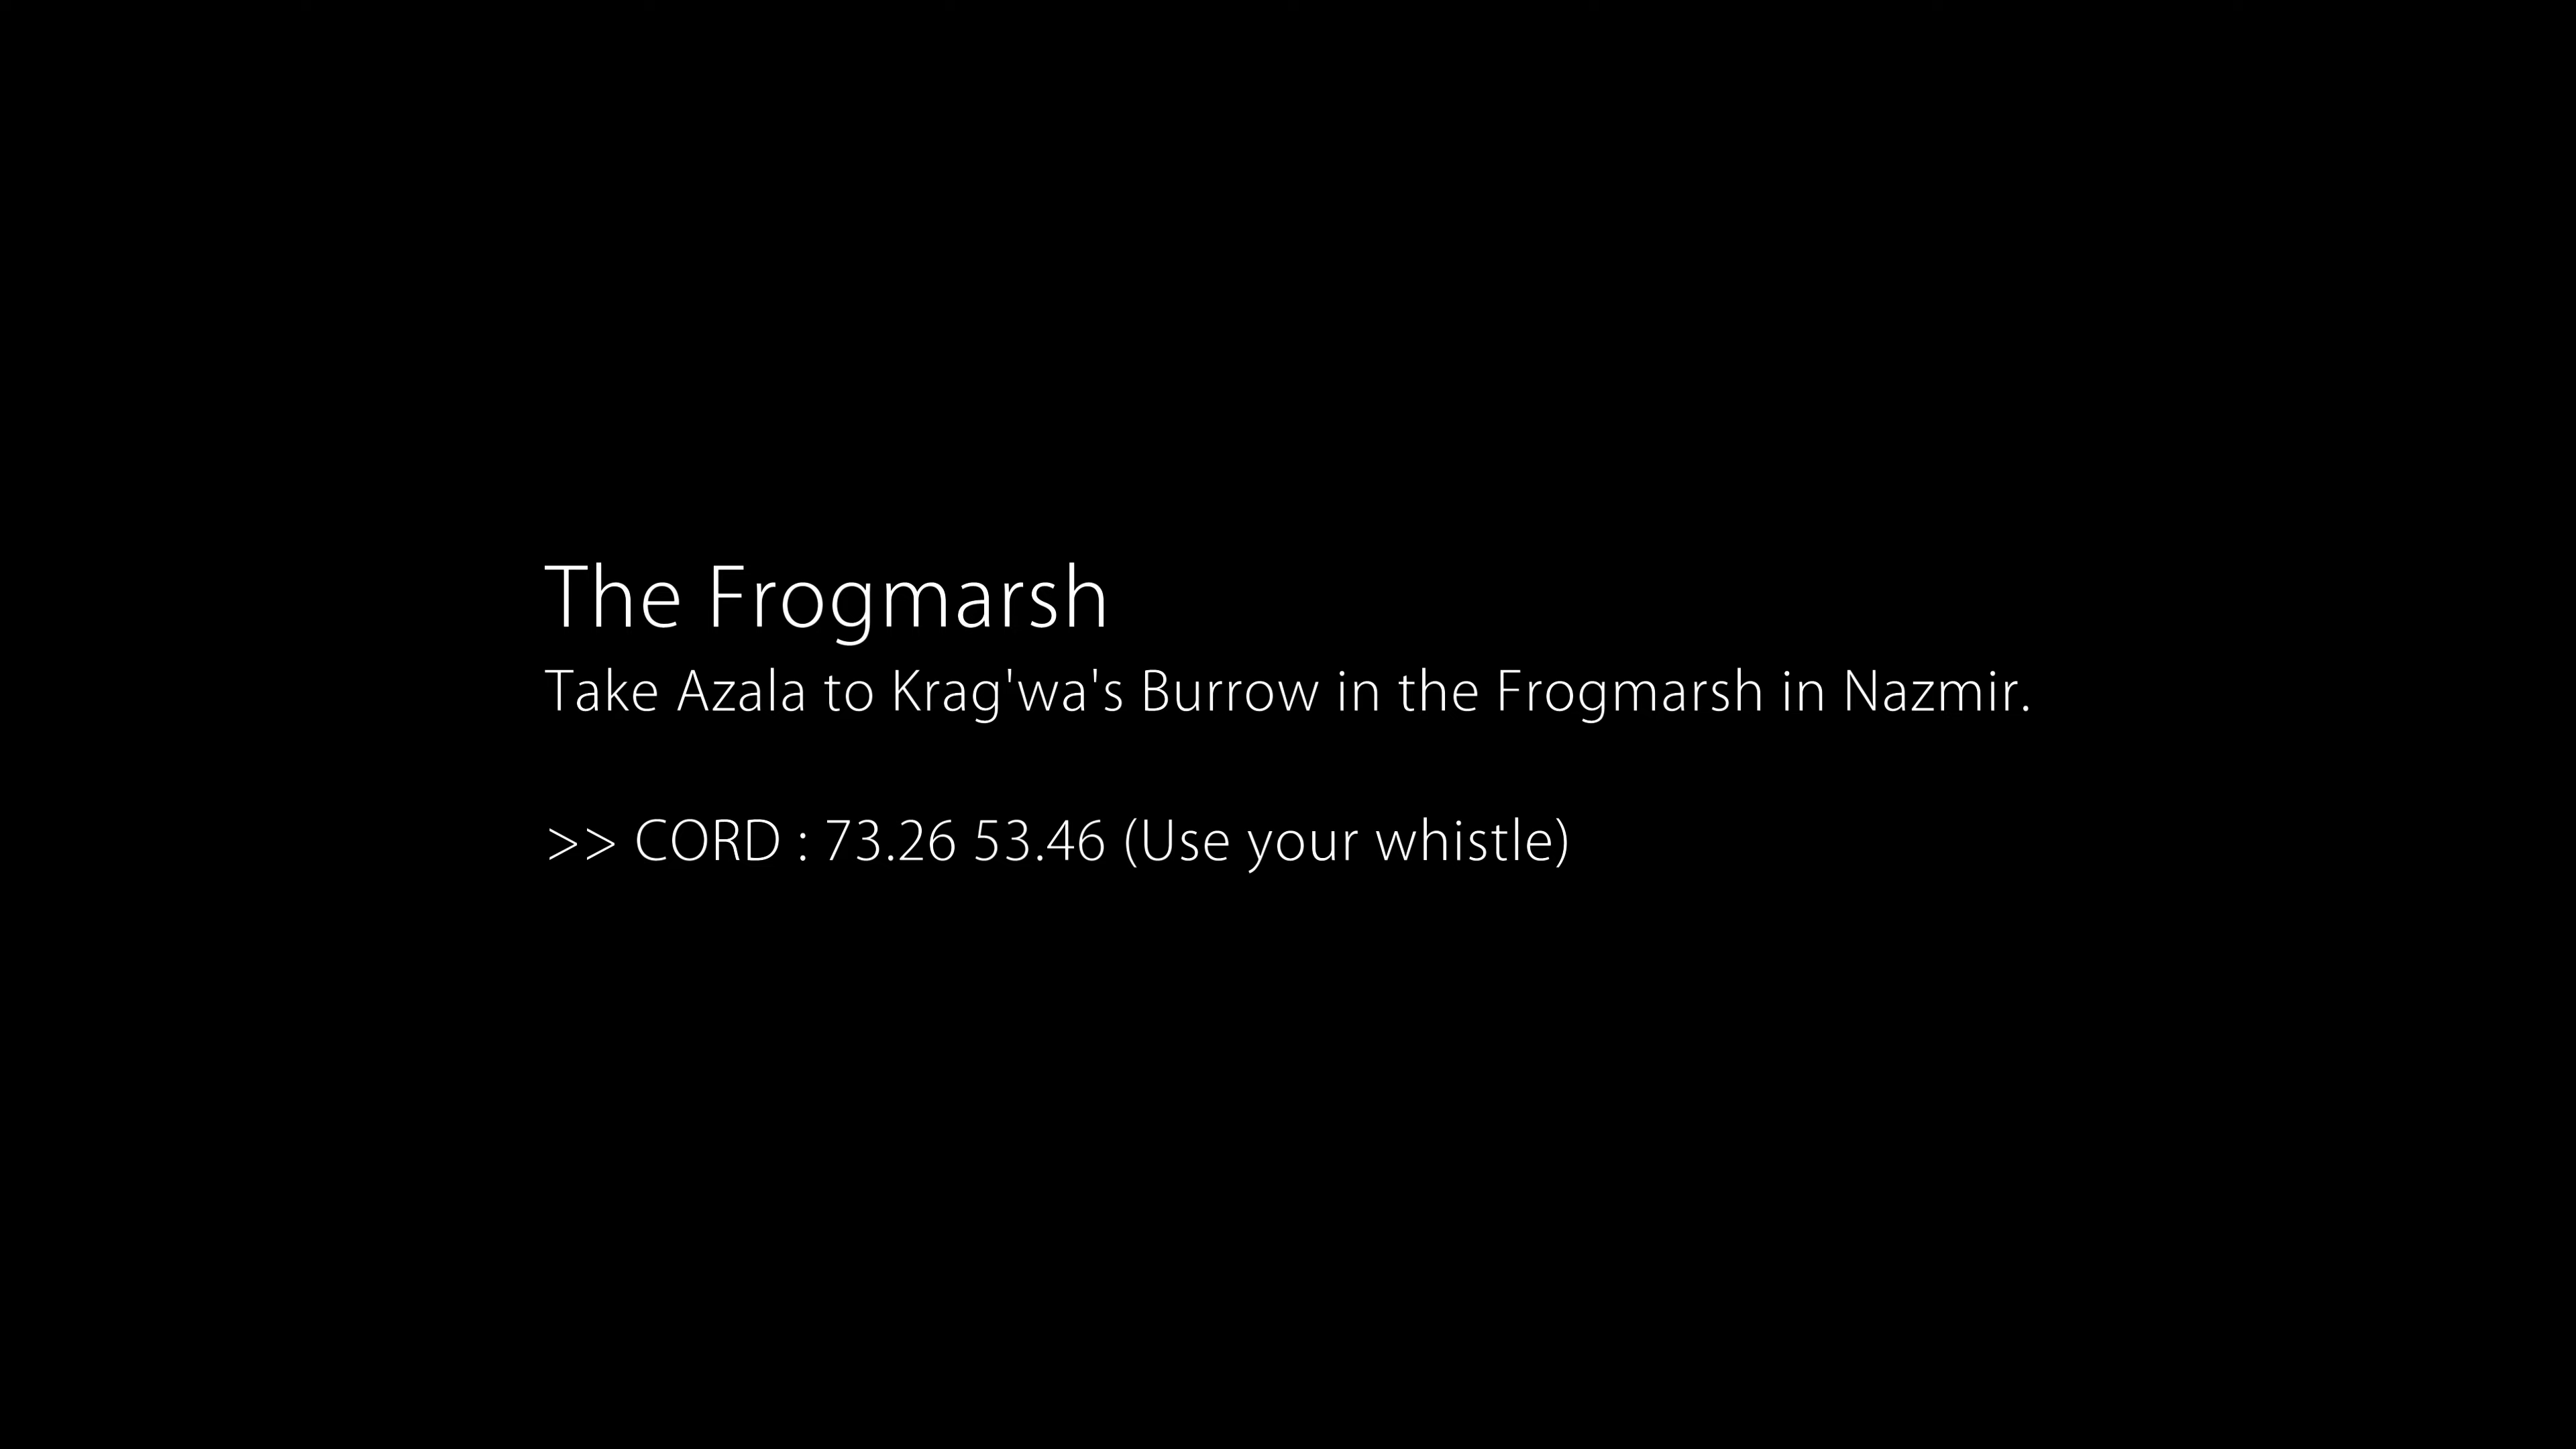 The Frogmarsh
Take Azala to Krag'wa's Burrow in the Frogmarsh in Nazmir.
>> CORD : 73.26 53.46 (Use your whistle)